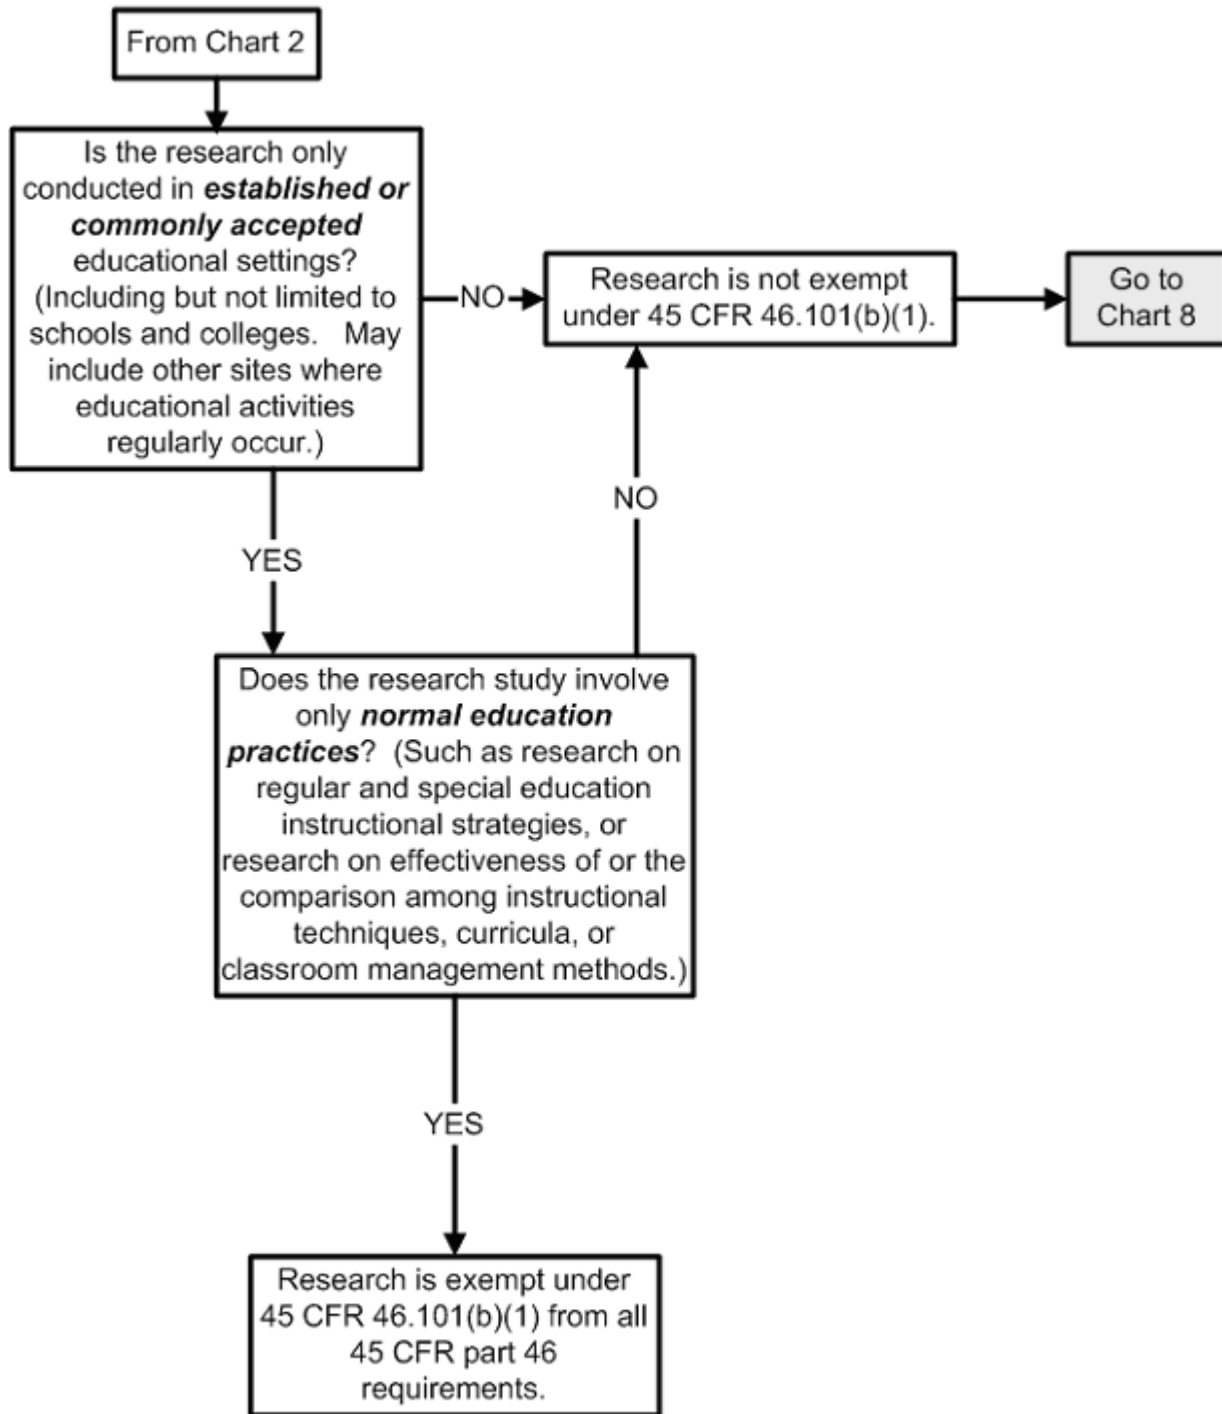 From Chart 2
Is the research only
conducted in established or
commonly accepted
educational settings?
(Including but not limited to
schools and colleges.   May
include other sites where
educational activities
regularly occur.)
NO
Research is not exempt
under 45 CFR 46.101(b)(1).
Go to
Chart 8
NO
YES
Does the research study involve
only normal education
practices?  (Such as research on
regular and special education
instructional strategies, or
research on effectiveness of or the
comparison among instructional
techniques, curricula, or
classroom management methods.)
YES
Research is exempt under
45 CFR 46.101(b)(1) from all
45 CFR part 46
requirements.